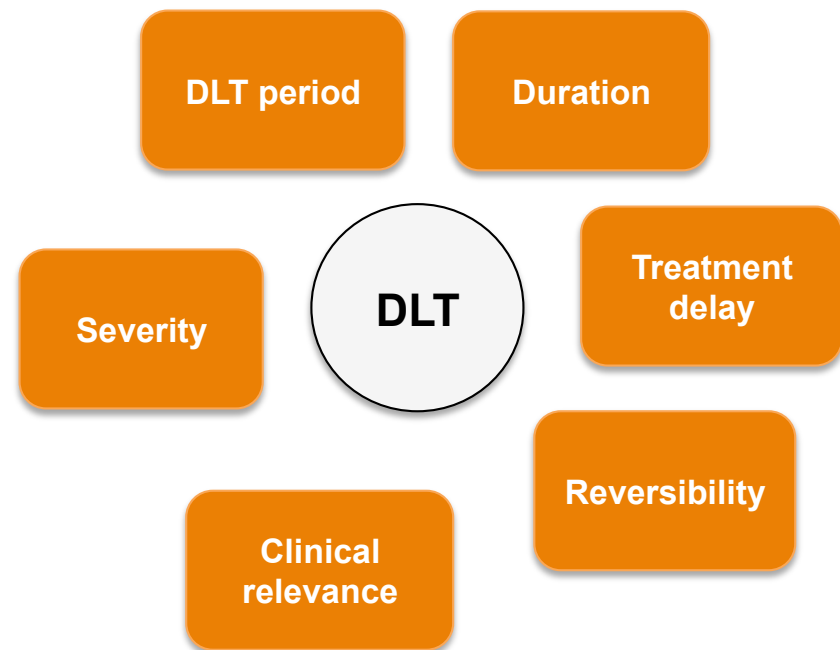 DLT period
Duration
Treatment
delay
DLT
Severity
Reversibility
Clinical
relevance